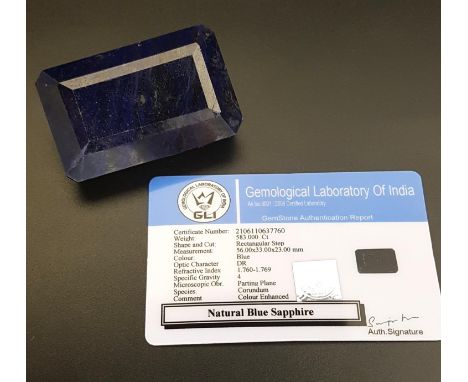 GEMOLOGICAL LABORATORY OF INDIA
GLI
Gemological Laboratory Of India
Certified Laboratory
GemStone Authentication Report
Certificate Number: 2106110637760
Weight: 583.000 Ct
Shape and Cut: Rectangular Step
Measurement: 56.00x33.00x23.00 mm
Colour: Blue
Optic Character DR
Refractive Index 1.760-1.769
Specific Gravity 4
Microscopic Obr. Parting Plane
Species Corundum
Comment Colour Enhanced
Natural Blue Sapphire
Auth.Signature